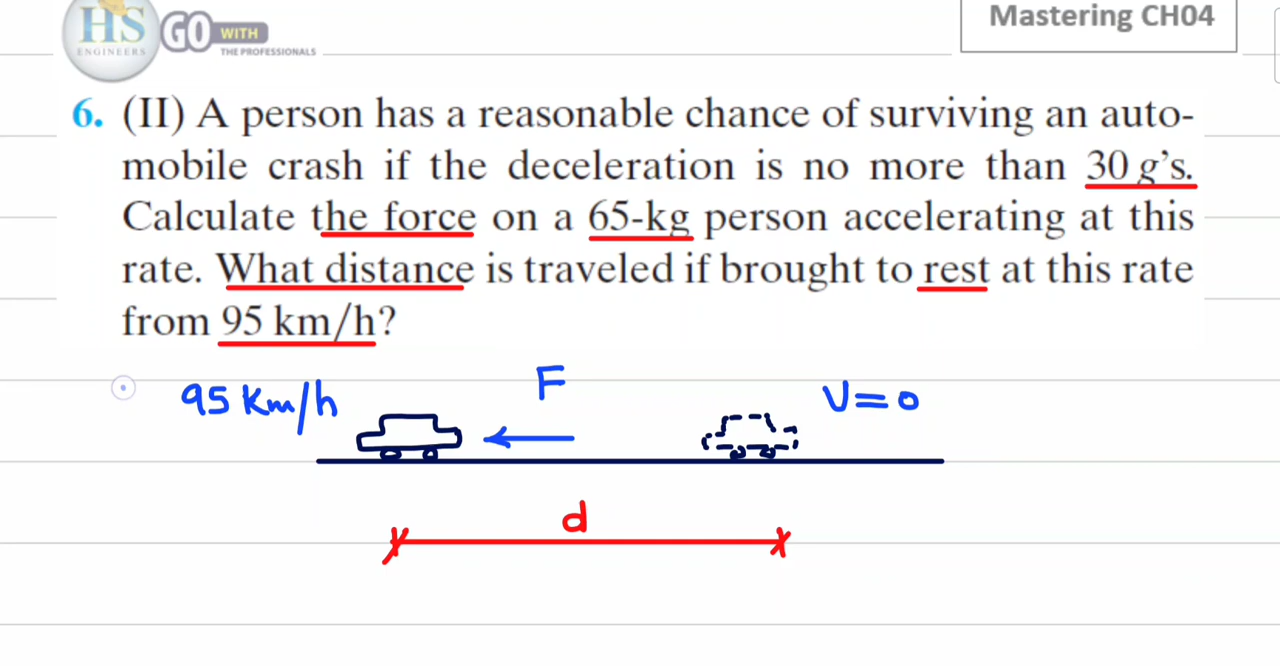 HS
ENGINEERS
GO WITH
THE PROFESSIONALS
Mastering CH04
6. (II) A person has a reasonable chance of surviving an auto-
mobile crash if the deceleration is no more than 30 g's.
Calculate the force on a 65-kg person accelerating at this
rate. What distance is traveled if brought to rest at this rate
from 95 km/h?
95 Km/h
F
V=0
d